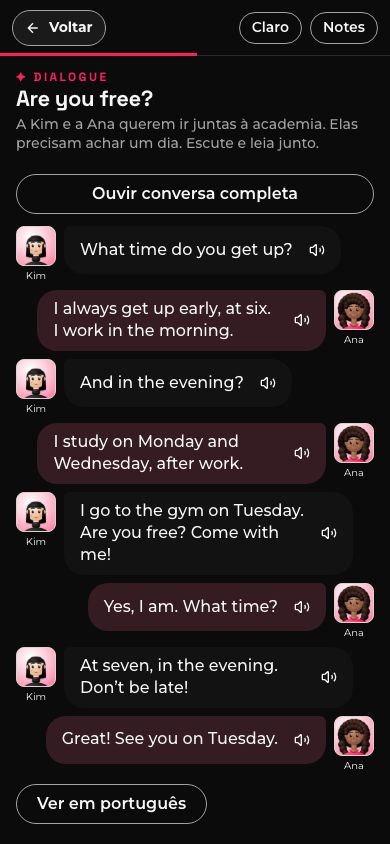 Voltar
Claro
Notes
DIALOGUE
Are you free?
A Kim e a Ana querem ir juntas à academia. Elas
precisam achar um dia. Escute e leia junto.
Ouvir conversa completa
What time do you get up?
Kim
I always get up early, at six.
I work in the morning.
Ana
And in the evening?
Kim
I study on Monday and
Wednesday, after work.
Ana
I go to the gym on Tuesday.
Are you free? Come with
me!
Kim
Yes, I am. What time?
Ana
At seven, in the evening.
Don’t be late!
Kim
Great! See you on Tuesday.
Ana
Ver em português